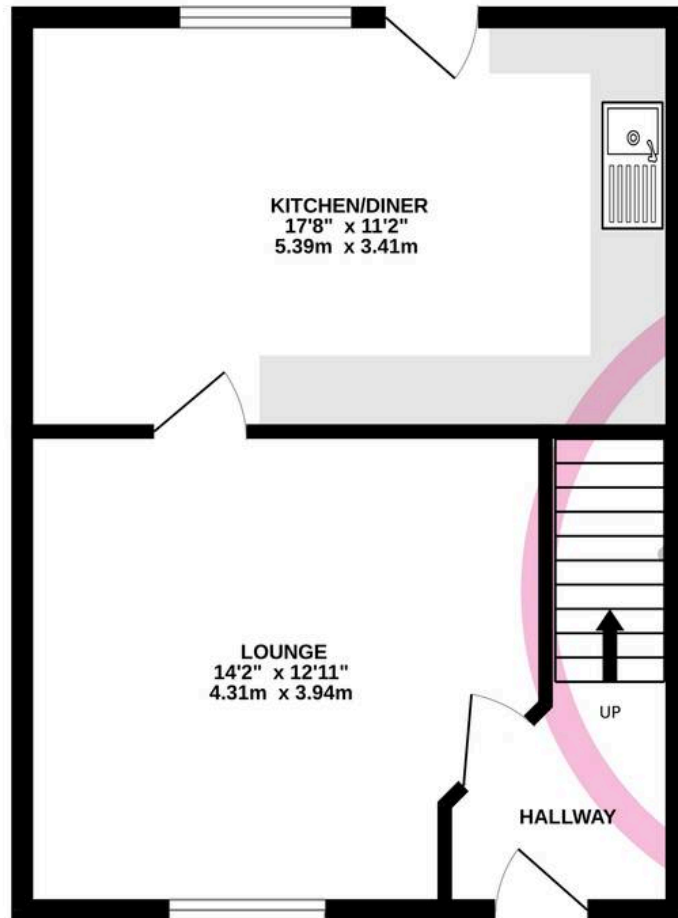 KITCHEN/DINER
17'8" x 11'2"
5.39m x 3.41m
LOUNGE
14'2" x 12'11"
4.31m x 3.94m
UP
HALLWAY